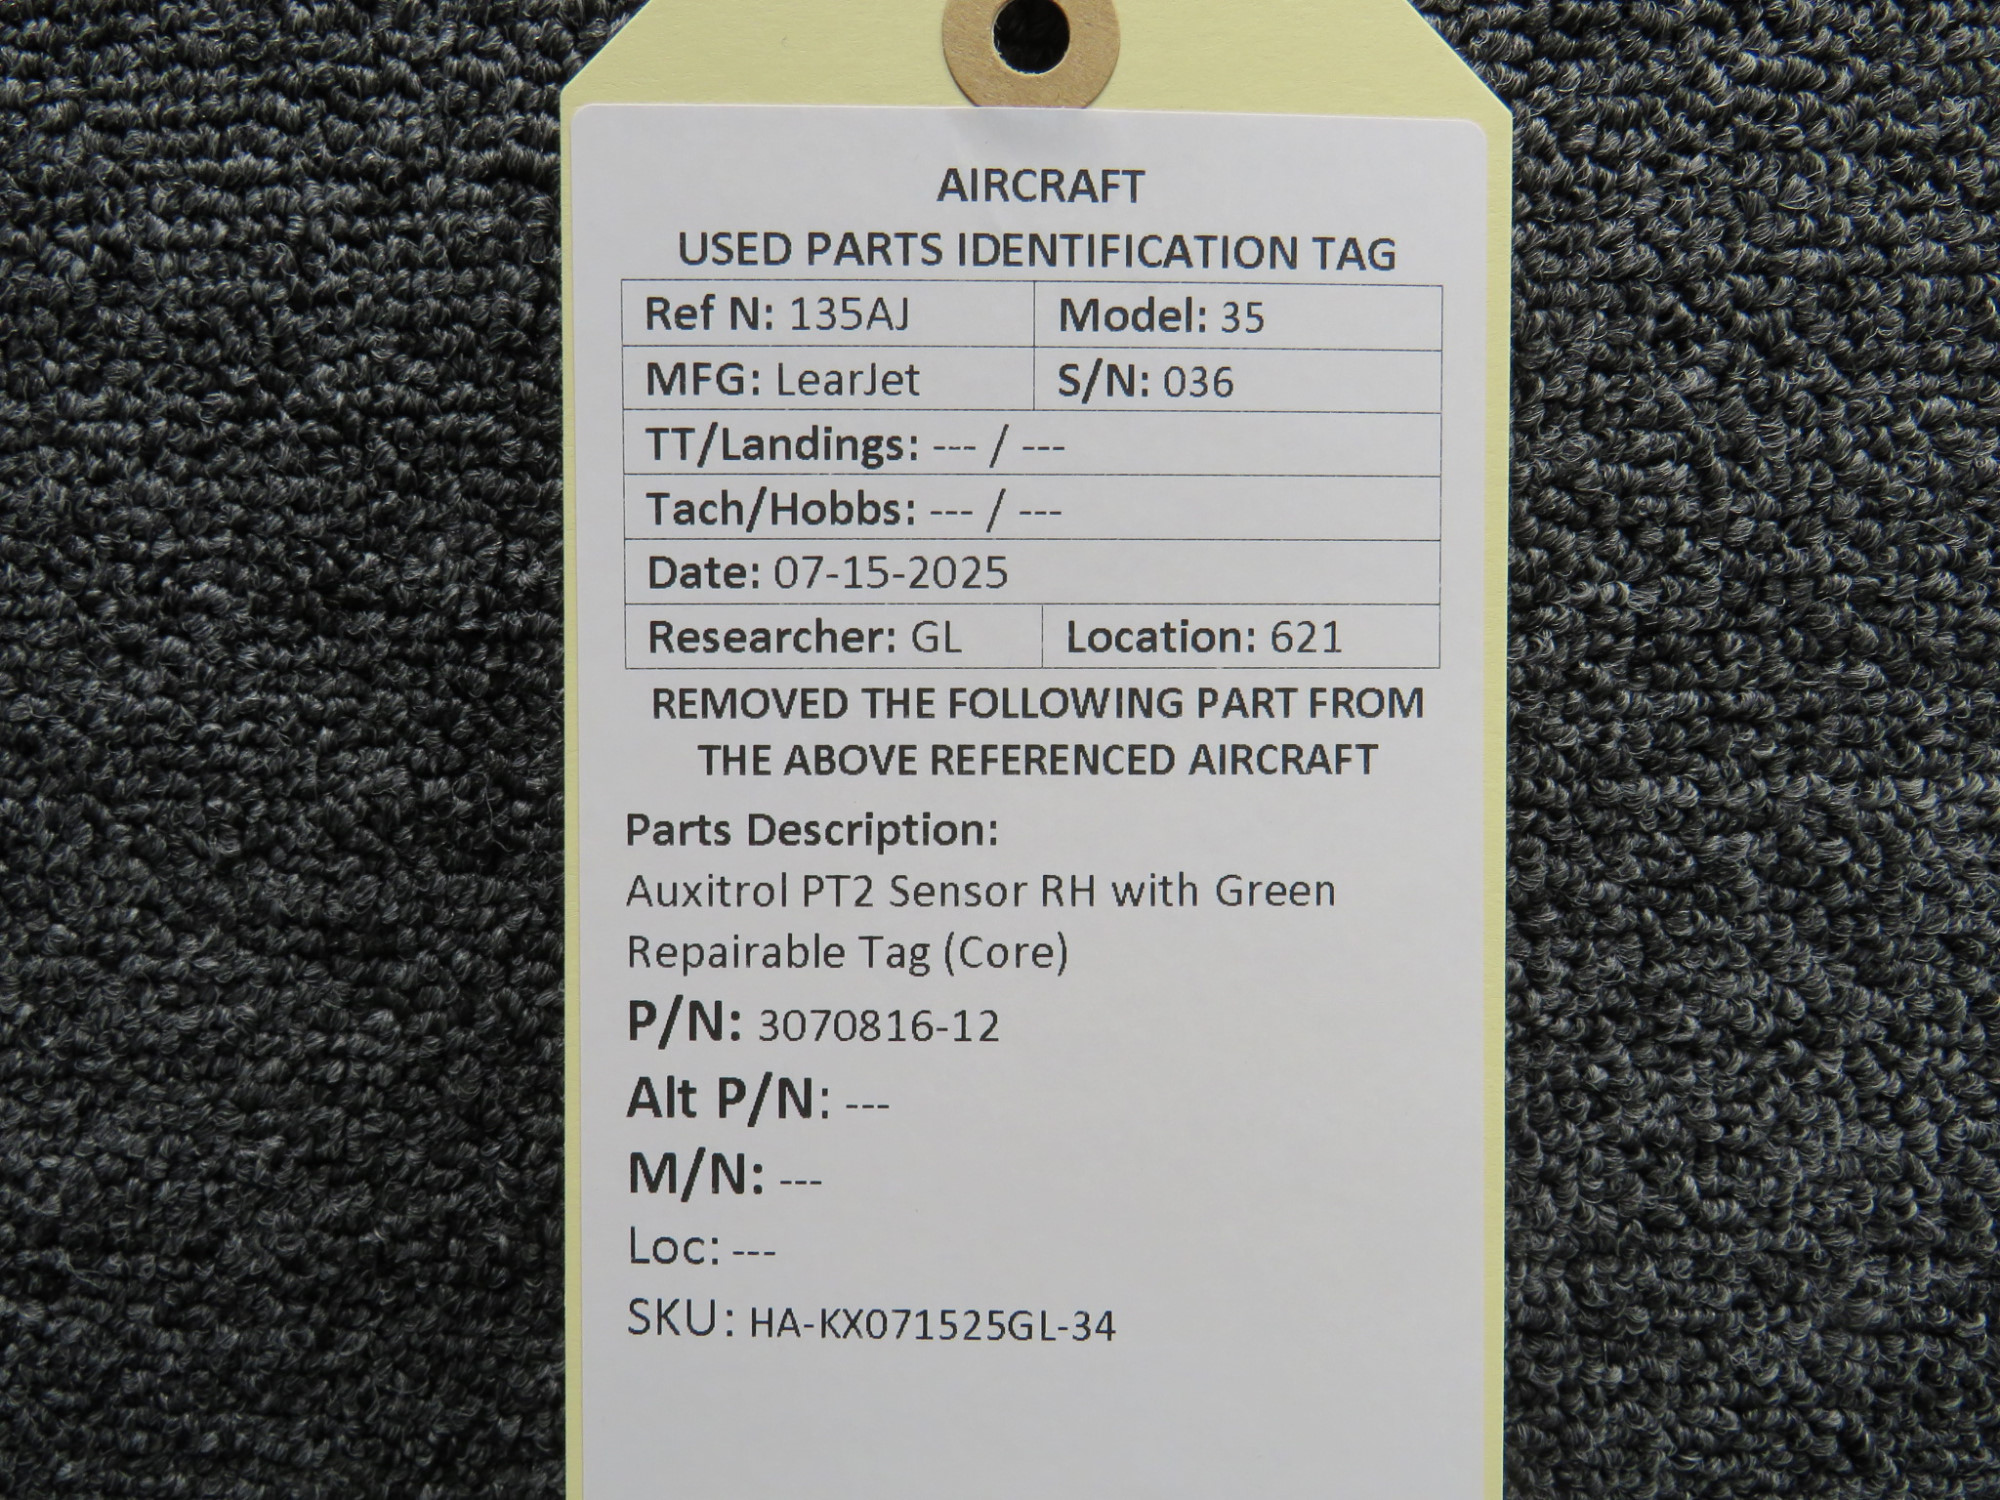 AIRCRAFT
USED PARTS IDENTIFICATION TAG
Ref N: 135AJ Model: 35
MFG: LearJet S/N: 036
TT/Landings: --- / ---
Tach/Hobbs: --- / ---
Date: 07-15-2025
Researcher: GL Location: 621
REMOVED THE FOLLOWING PART FROM
THE ABOVE REFERENCED AIRCRAFT
Parts Description:
Auxitrol PT2 Sensor RH with Green
Repairable Tag (Core)
P/N: 3070816-12
Alt P/N: ---
M/N: ---
Loc: ---
SKU: HA-KX071525GL-34